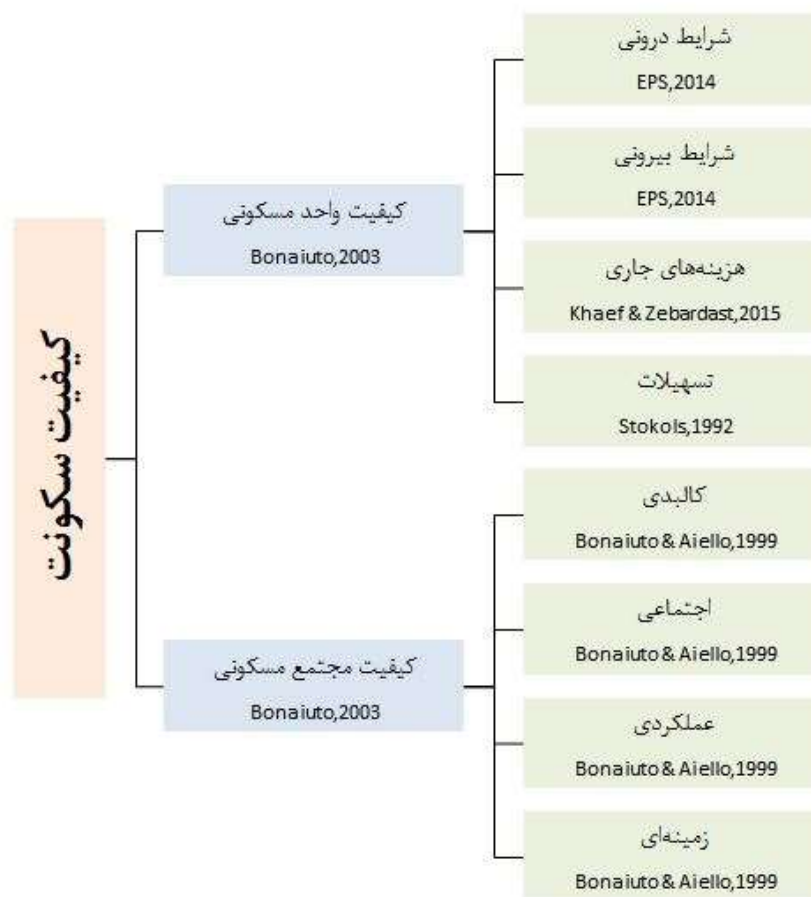 کیفیت سکونت
کیفیت واحد مسکونی
Bonaiuto,2003
شرایط درونی
EPS,2014
شرایط بیرونی
EPS,2014
هزینه‌های جاری
Khaef & Zebardast,2015
تسهیلات
Stokols,1992
کیفیت مجتمع مسکونی
Bonaiuto,2003
کالبدی
Bonaiuto & Aiello,1999
اجتماعی
Bonaiuto & Aiello,1999
عملکردی
Bonaiuto & Aiello,1999
زمینه‌ای
Bonaiuto & Aiello,1999